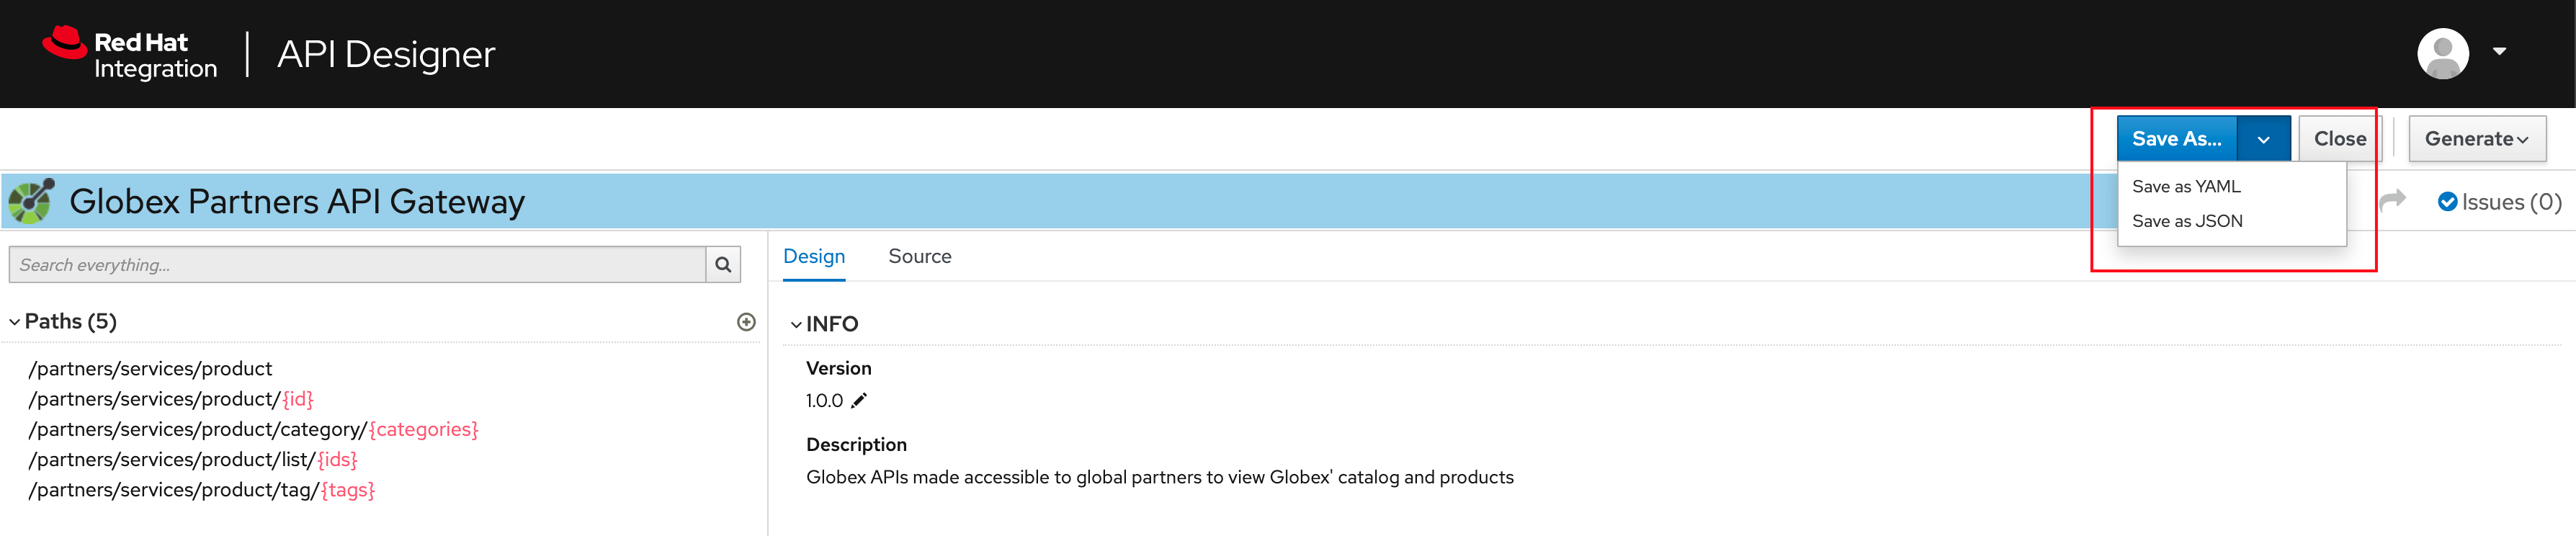 Red Hat
Integration
API Designer
Save As...
Close
Generate
Save as YAML
Save as JSON
Globex Partners API Gateway
Issues (0)
Search everything...
Design
Source
Paths (5)
/partners/services/product
/partners/services/product/{id}
/partners/services/product/category/{categories}
/partners/services/product/list/{ids}
/partners/services/product/tag/{tags}
INFO
Version
1.0.0
Description
Globex APIs made accessible to global partners to view Globex' catalog and products